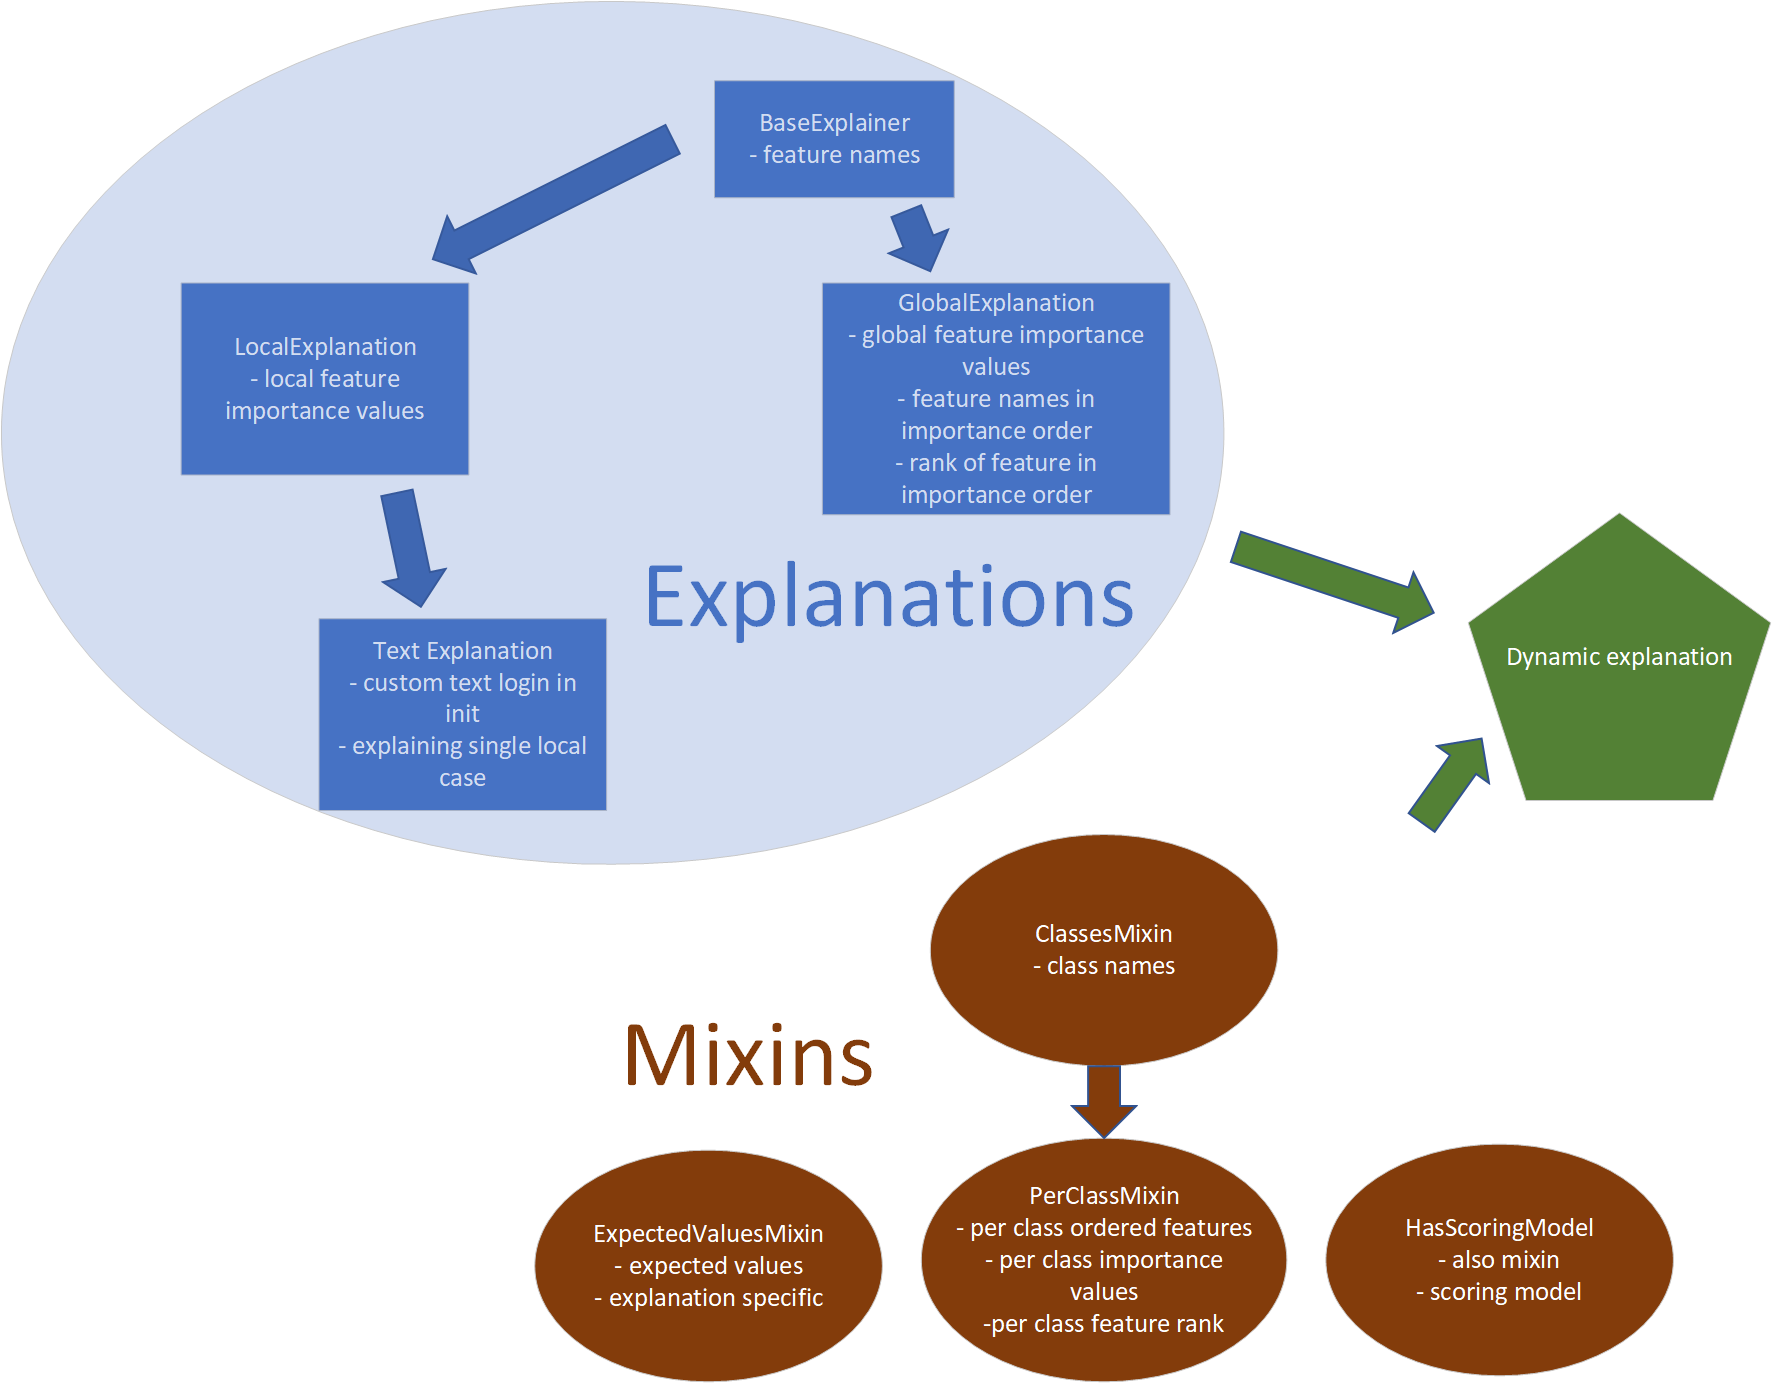 BaseExplainer
- feature names
LocalExplanation
- local feature
importance values
GlobalExplanation
- global feature importance
values
- feature names in
importance order
- rank of feature in
importance order
Explanations
Text Explanation
- custom text login in
init
- explaining single local
case
Dynamic explanation
ClassesMixin
- class names
Mixins
ExpectedValuesMixin
- expected values
- explanation specific
PerClassMixin
- per class ordered features
- per class importance
values
-per class feature rank
HasScoringModel
- also mixin
- scoring model